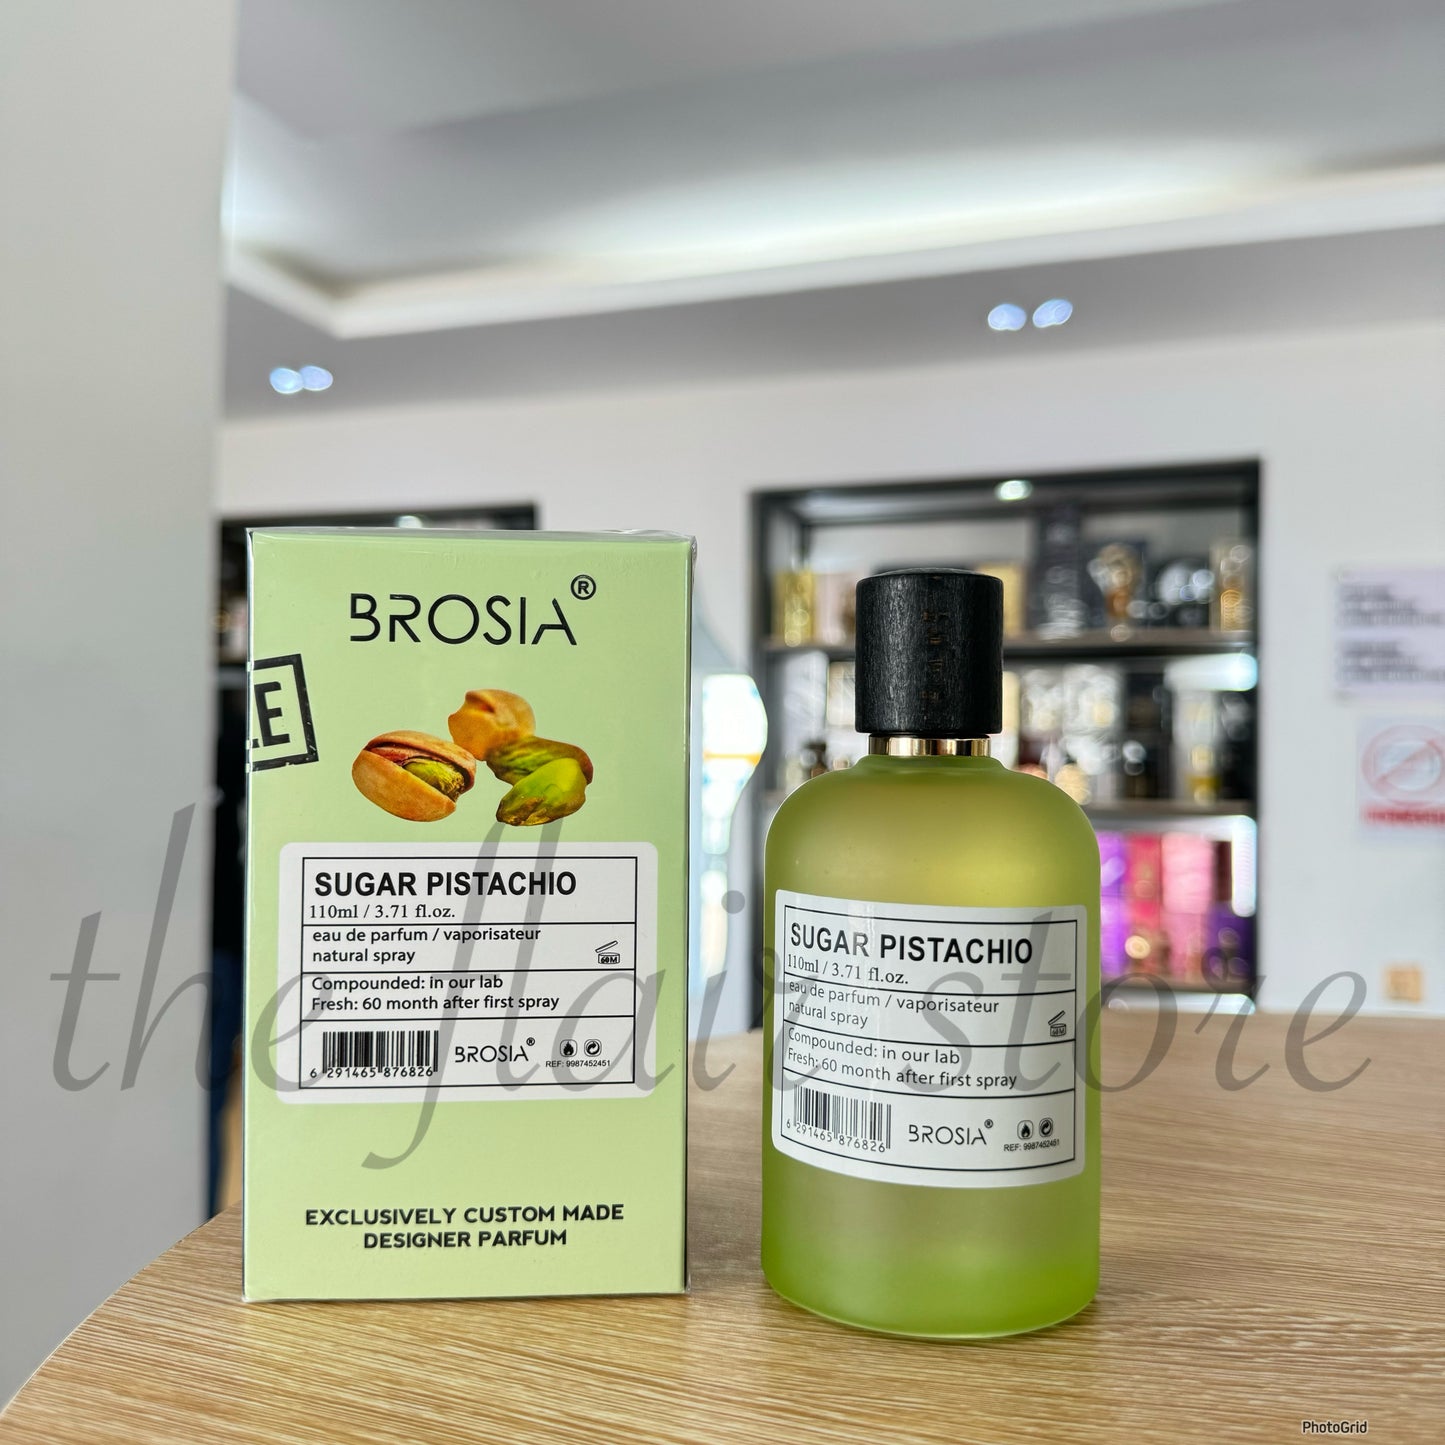 BROSIA®
LE
SUGAR PISTACHIO
110ml / 3.71 fl.oz.
eau de parfum / vaporisateur
natural spray
60M
Compounded: in our lab
Fresh: 60 month after first spray
6 291465 876826
BROSIA®
REF: 9987452451
EXCLUSIVELY CUSTOM MADE
DESIGNER PARFUM
SUGAR PISTACHIO
110ml / 3.71 fl.oz.
eau de parfum / vaporisateur
natural spray
60M
Compounded: in our lab
Fresh: 60 month after first spray
6 291465 876826
BROSIA®
REF: 9987452451
the flair store
PhotoGrid